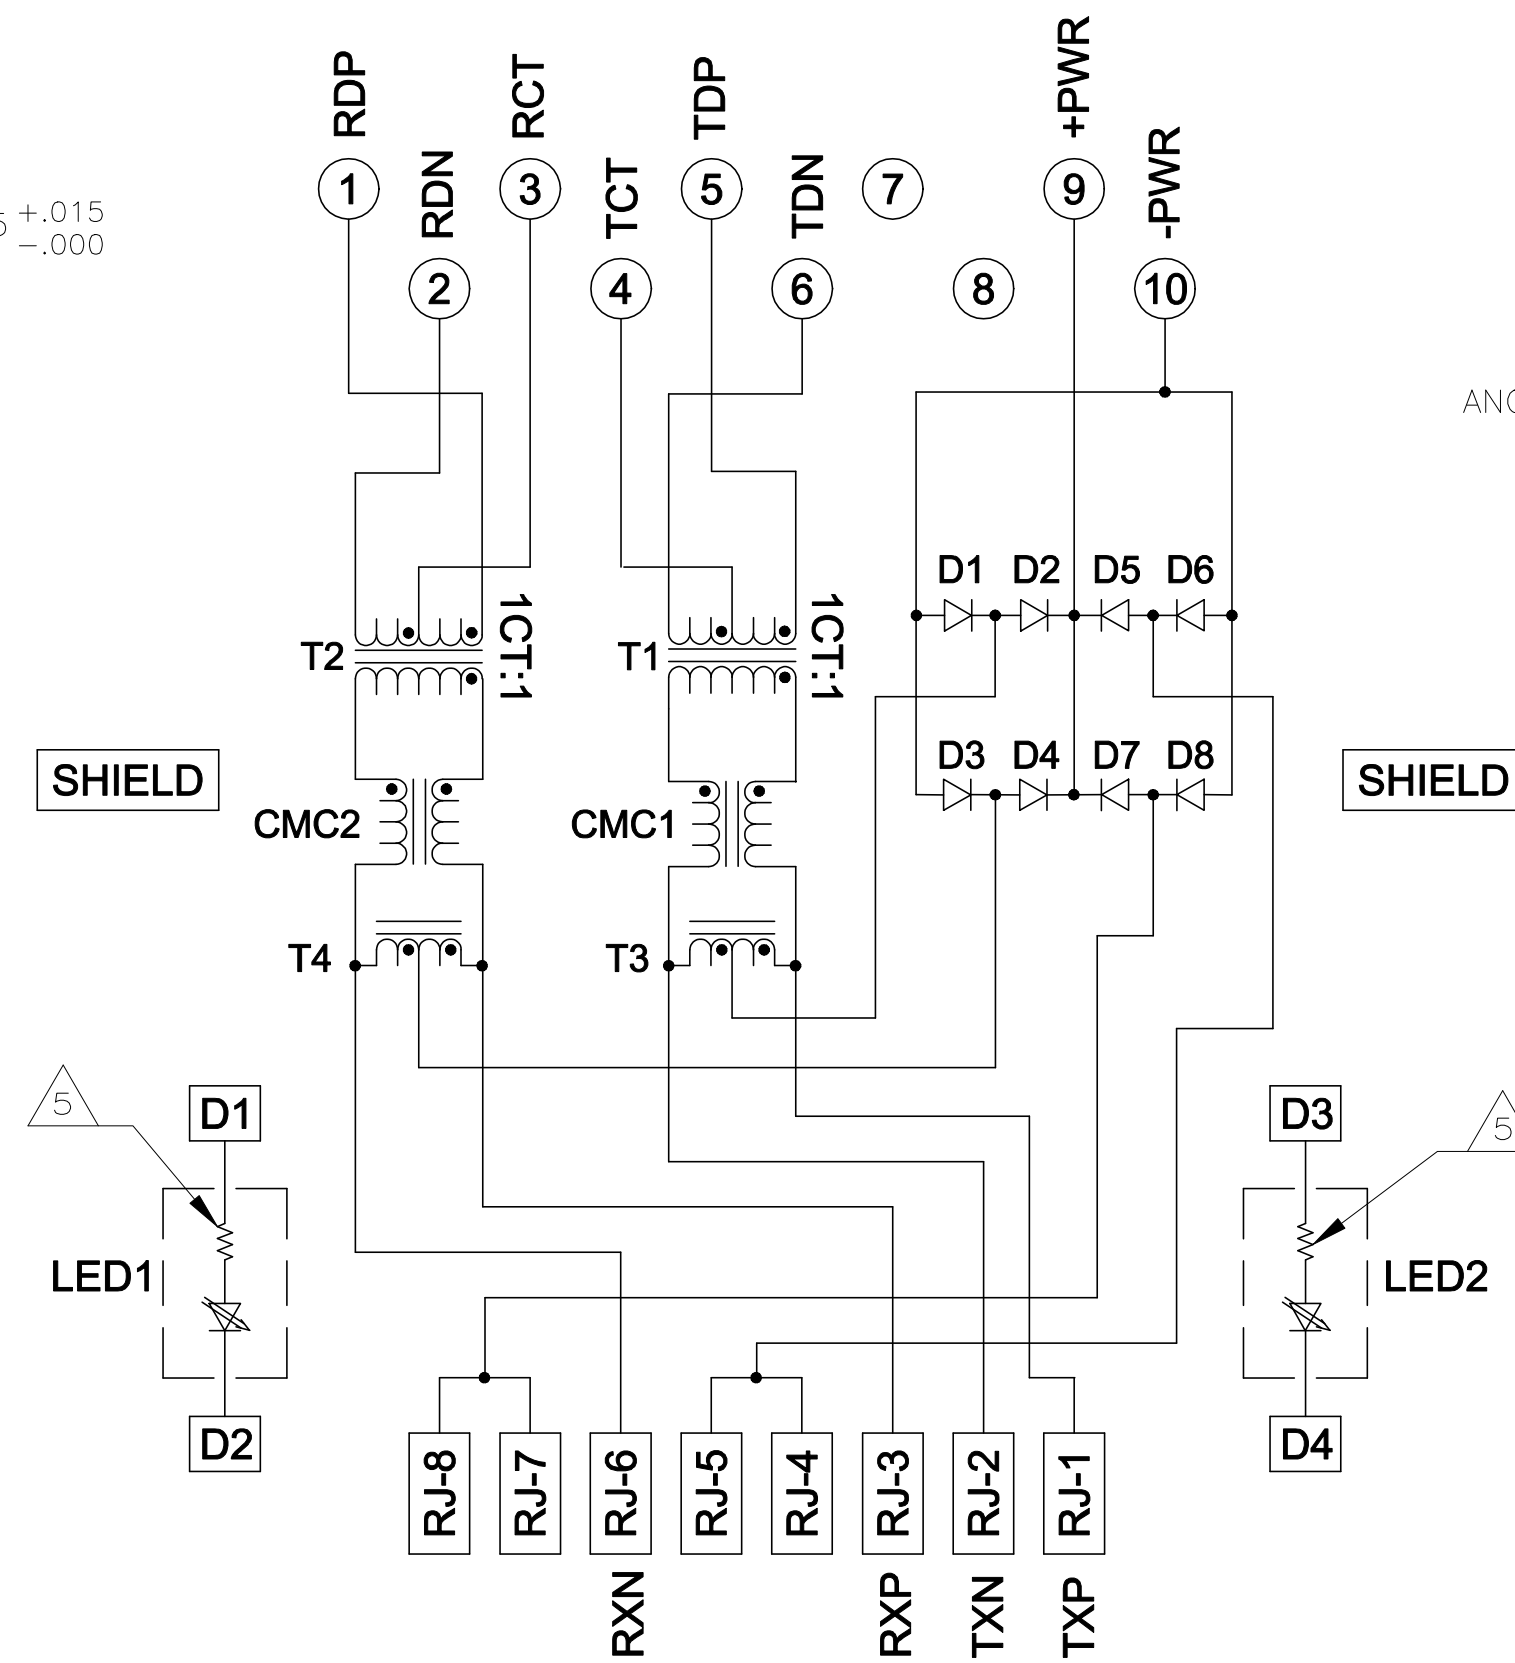 RDP
RCT
TDP
+PWR
RDN
TCT
TDN
-PWR
1
3
5
7
9
2
4
6
8
10
+.015
-.000
D1
D2
D5
D6
1CT:1
1CT:1
T2
T1
D3
D4
D7
D8
SHIELD
SHIELD
CMC2
CMC1
T4
T3
5
D1
D3
5
LED1
LED2
D2
D4
RJ-8
RJ-7
RJ-6
RJ-5
RJ-4
RJ-3
RJ-2
RJ-1
RXN
RXP
TXN
TXP